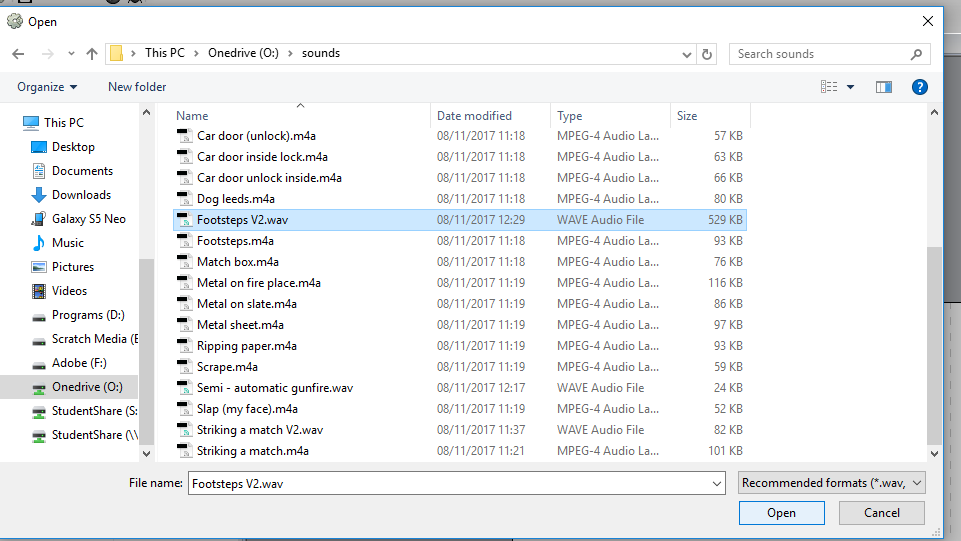 Open
This PC > Onedrive (O:) > sounds
Search sounds
Organize
New folder
This PC
Desktop
Documents
Downloads
Galaxy S5 Neo
Music
Pictures
Videos
Programs (D:)
Scratch Media (E
Adobe (F:)
Onedrive (O:)
StudentShare (S:
StudentShare (\\
Name Date modified Type Size
Car door (unlock).m4a 08/11/2017 11:18 MPEG-4 Audio La... 57 KB
Car door inside lock.m4a 08/11/2017 11:18 MPEG-4 Audio La... 63 KB
Car door unlock inside.m4a 08/11/2017 11:18 MPEG-4 Audio La... 66 KB
Dog leeds.m4a 08/11/2017 11:18 MPEG-4 Audio La... 80 KB
Footsteps V2.wav 08/11/2017 12:29 WAVE Audio File 529 KB
Footsteps.m4a 08/11/2017 11:18 MPEG-4 Audio La... 93 KB
Match box.m4a 08/11/2017 11:18 MPEG-4 Audio La... 76 KB
Metal on fire place.m4a 08/11/2017 11:19 MPEG-4 Audio La... 116 KB
Metal on slate.m4a 08/11/2017 11:19 MPEG-4 Audio La... 86 KB
Metal sheet.m4a 08/11/2017 11:19 MPEG-4 Audio La... 97 KB
Ripping paper.m4a 08/11/2017 11:19 MPEG-4 Audio La... 93 KB
Scrape.m4a 08/11/2017 11:19 MPEG-4 Audio La... 59 KB
Semi - automatic gunfire.wav 08/11/2017 12:17 WAVE Audio File 24 KB
Slap (my face).m4a 08/11/2017 11:19 MPEG-4 Audio La... 52 KB
Striking a match V2.wav 08/11/2017 11:37 WAVE Audio File 82 KB
Striking a match.m4a 08/11/2017 11:21 MPEG-4 Audio La... 101 KB
File name: Footsteps V2.wav
Recommended formats (*.wav,
Open
Cancel